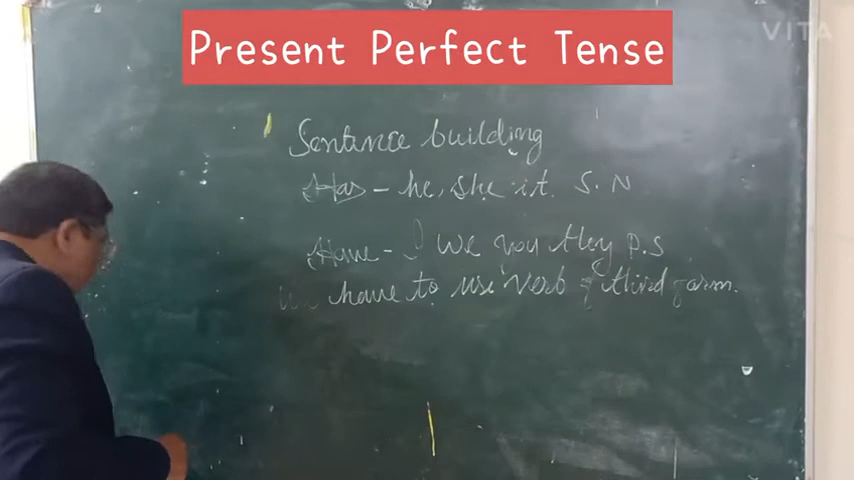 Present Perfect Tense
VITA
Sentence building
Has - he, she it. S. N
Have - I we you they P.S
have to use verb of third form.